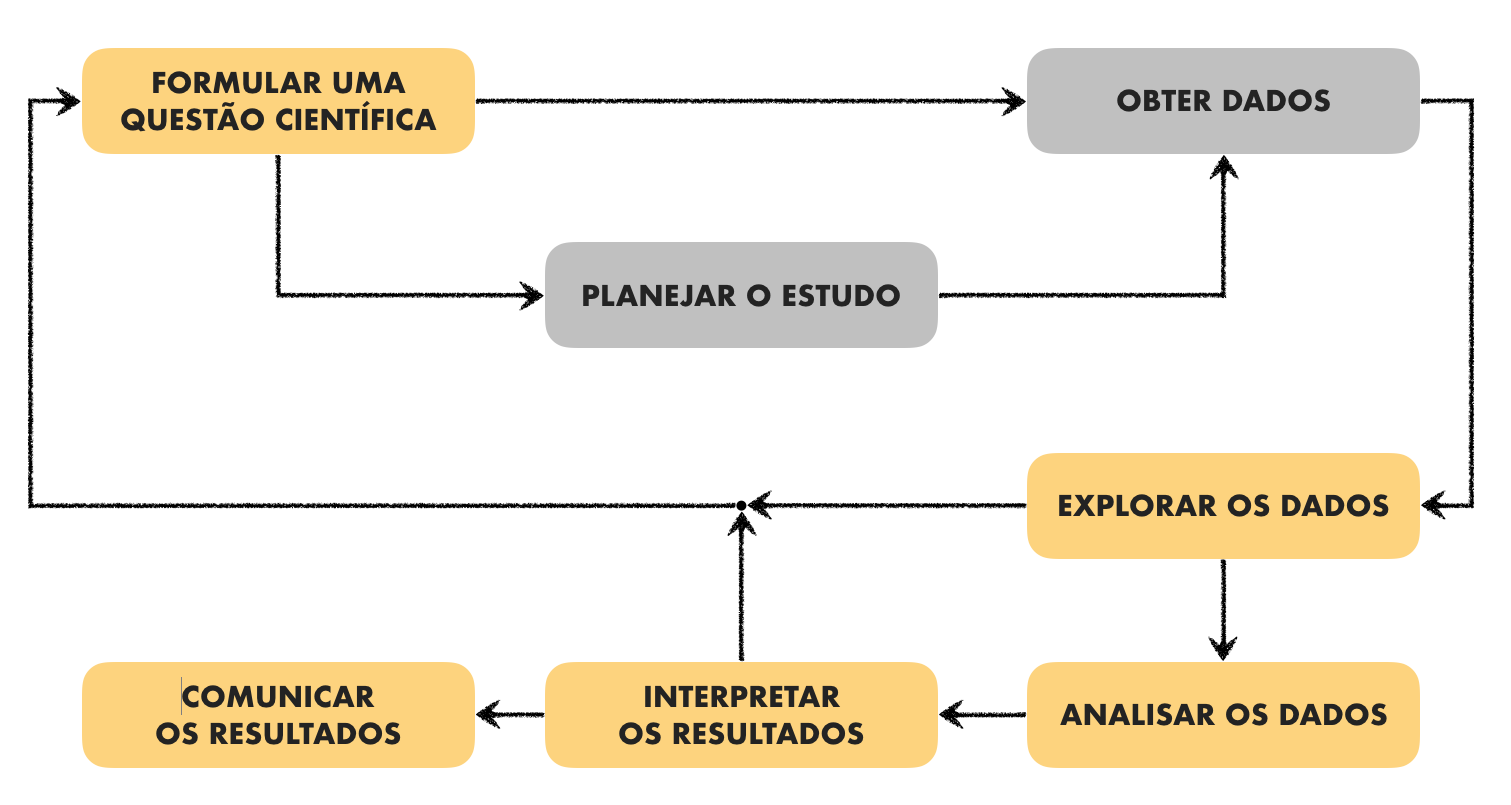 FORMULAR UMA
QUESTÃO CIENTÍFICA
OBTER DADOS
PLANEJAR O ESTUDO
EXPLORAR OS DADOS
COMUNICAR
OS RESULTADOS
INTERPRETAR
OS RESULTADOS
ANALISAR OS DADOS